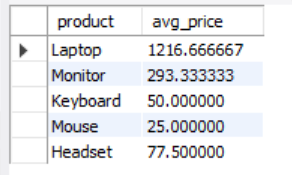 product avg_price
Laptop 1216.666667
Monitor 293.333333
Keyboard 50.000000
Mouse 25.000000
Headset 77.500000